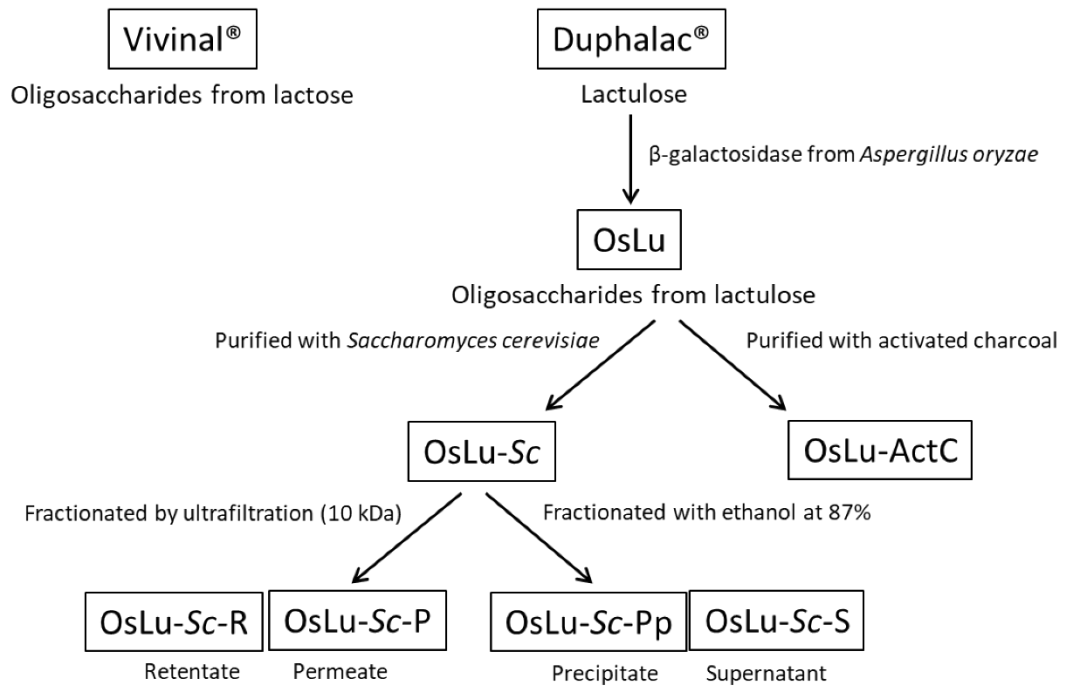 Vivinal®
Duphalac®
Oligosaccharides from lactose
Lactulose
β-galactosidase from Aspergillus oryzae
OsLu
Oligosaccharides from lactulose
Purified with Saccharomyces cerevisiae
Purified with activated charcoal
OsLu-Sc
OsLu-ActC
Fractionated by ultrafiltration (10 kDa)
Fractionated with ethanol at 87%
OsLu-Sc-R
OsLu-Sc-P
OsLu-Sc-Pp
OsLu-Sc-S
Retentate
Permeate
Precipitate
Supernatant